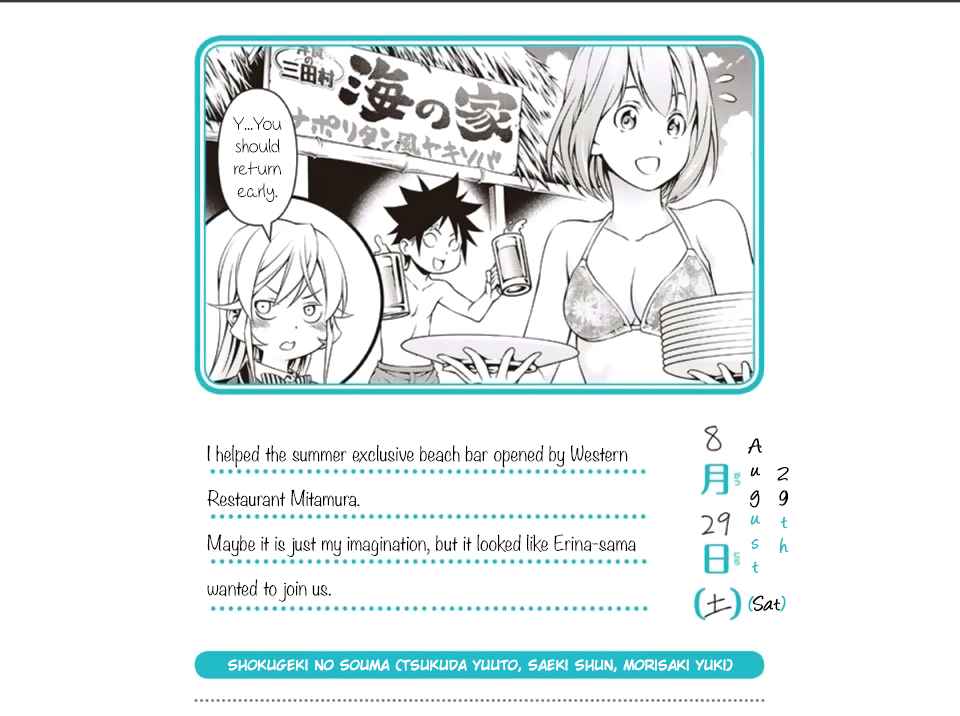 三田村
海の家
ナポリタン風ヤキソバ
Y...You
should
return
early.
I helped the summer exclusive beach bar opened by Western
Restaurant Mitamura.
Maybe it is just my imagination, but it looked like Erina-sama
wanted to join us.
8
月
29
日
(土)
August
29th
(Sat)
SHOKUGEKI NO SOUMA (TSUKUDA YUUTO, SAEKI SHUN, MORISAKI YUKI)